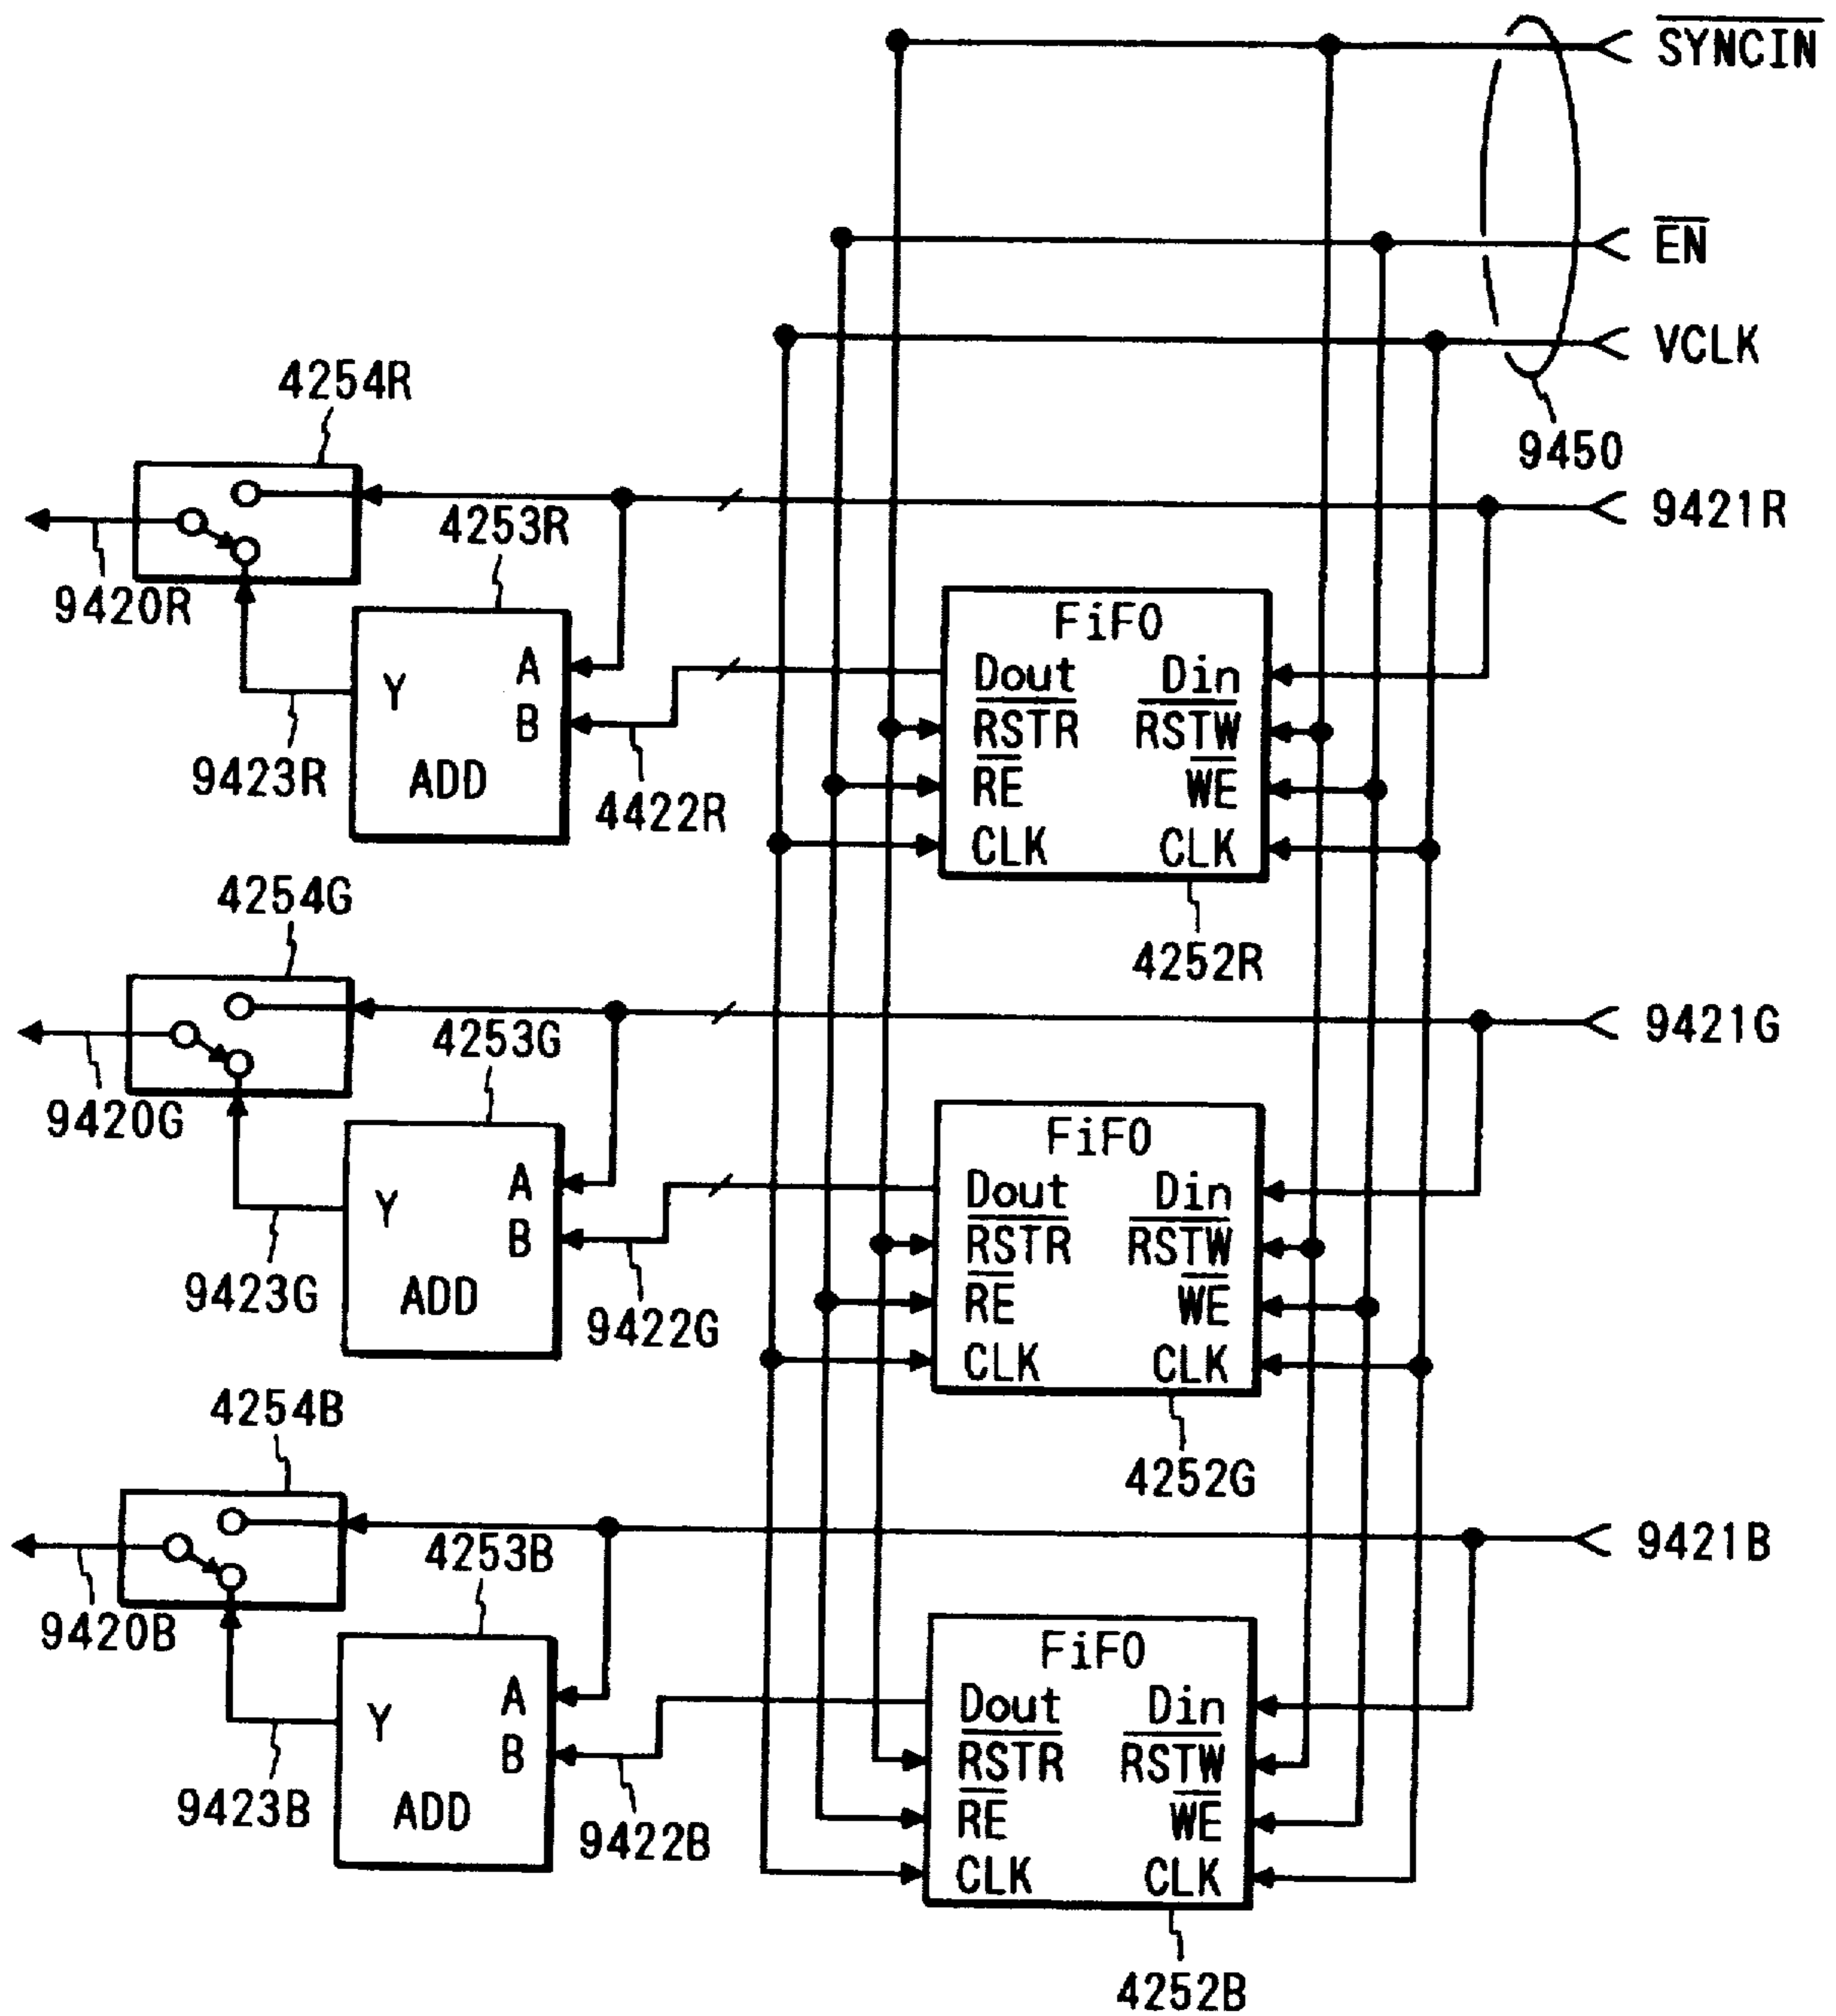 SYNCIN
EN
VCLK
9450
4254R
9421R
4253R
9420R
FiFO
Dout Din
RSTR RSTW
RE WE
CLK CLK
A
Y
B
ADD
9423R
4422R
4252R
4254G
9421G
4253G
9420G
FiFO
Dout Din
RSTR RSTW
RE WE
CLK CLK
A
Y
B
ADD
9423G
9422G
4252G
4254B
9421B
4253B
9420B
FiFO
Dout Din
RSTR RSTW
RE WE
CLK CLK
A
Y
B
ADD
9423B
9422B
4252B